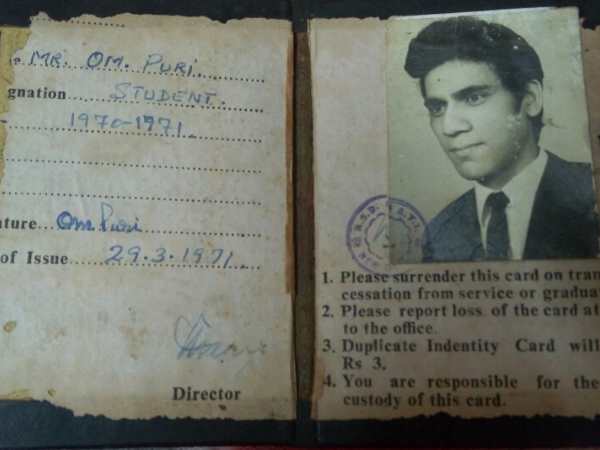 MR. OM. PURI.
gnation STUDENT.
1970-1971.
ature... Om Puri
of Issue 29.3.1971.
Director
N.S.D.
1. Please surrender this card on tran
cessation from service or gradua
2. Please report loss of the card at
to the office.
3. Duplicate Indentity Card will
Rs 3.
4. You are responsible for the
custody of this card.